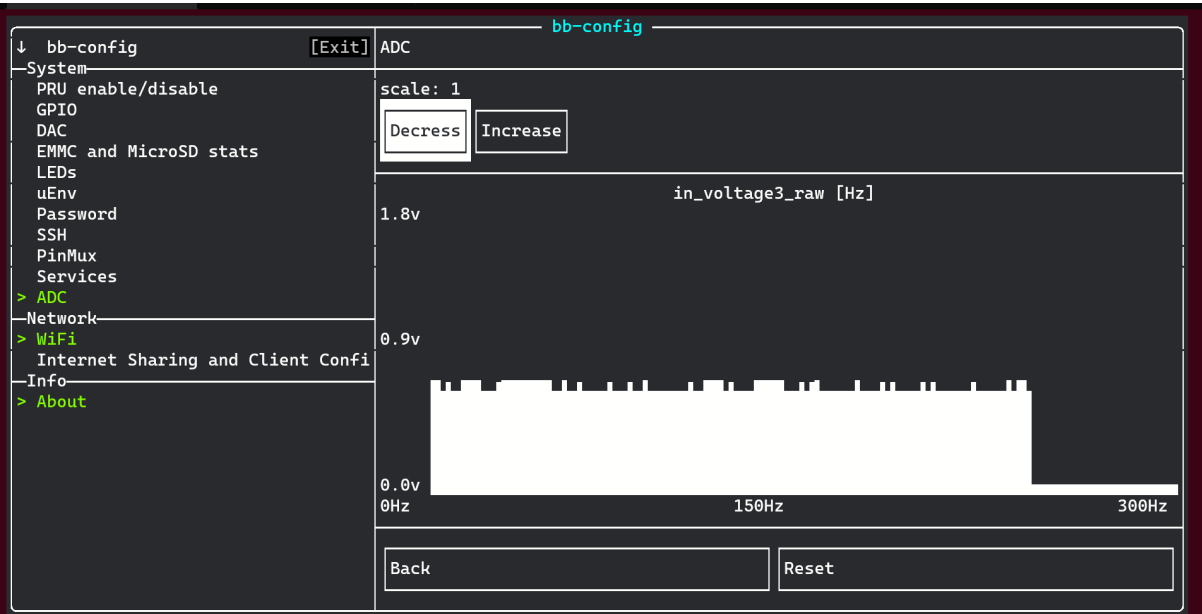 bb-config
↓ bb-config [Exit]
System
PRU enable/disable
GPIO
DAC
EMMC and MicroSD stats
LEDs
uEnv
Password
SSH
PinMux
Services
> ADC
Network
> WiFi
Internet Sharing and Client Confi
Info
> About
ADC
scale: 1
Decress Increase
in_voltage3_raw [Hz]
1.8v
0.9v
0.0v
0Hz 150Hz 300Hz
Back Reset